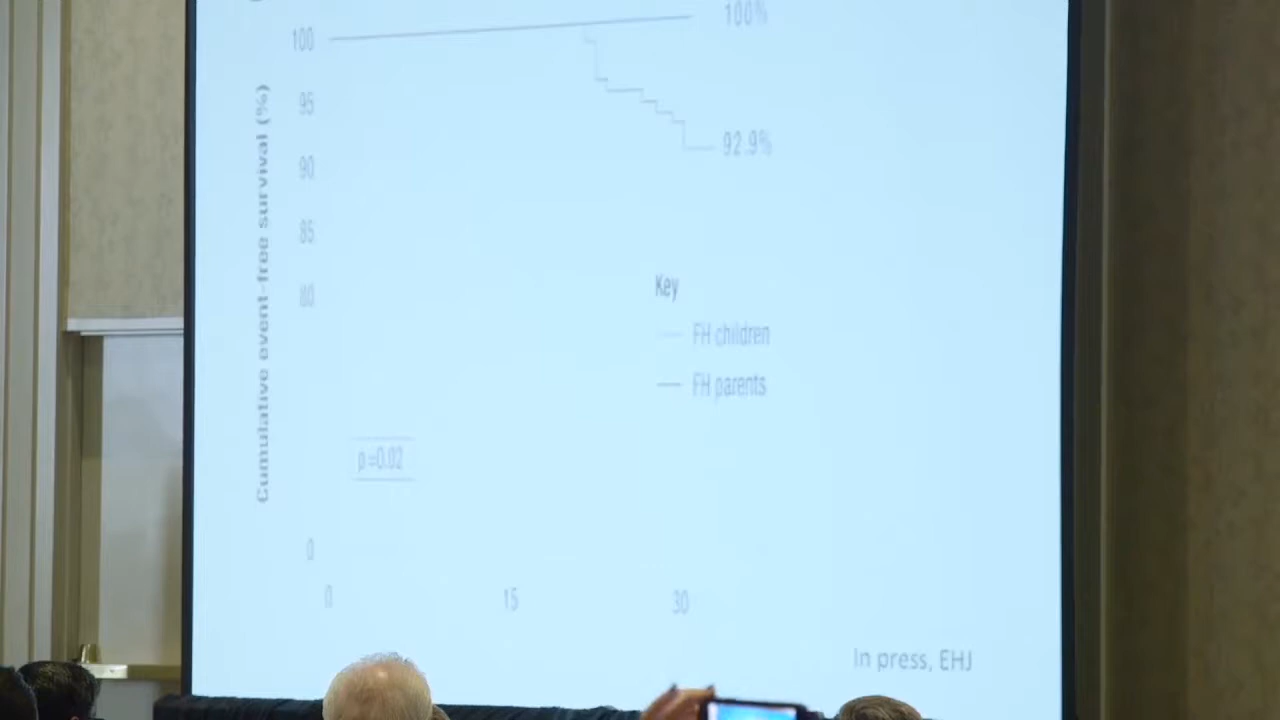 100%
100
95
92.9%
90
85
80
Cumulative event-free survival (%)
Key
FH children
FH parents
p=0.02
0
0
15
30
In press, EHJ